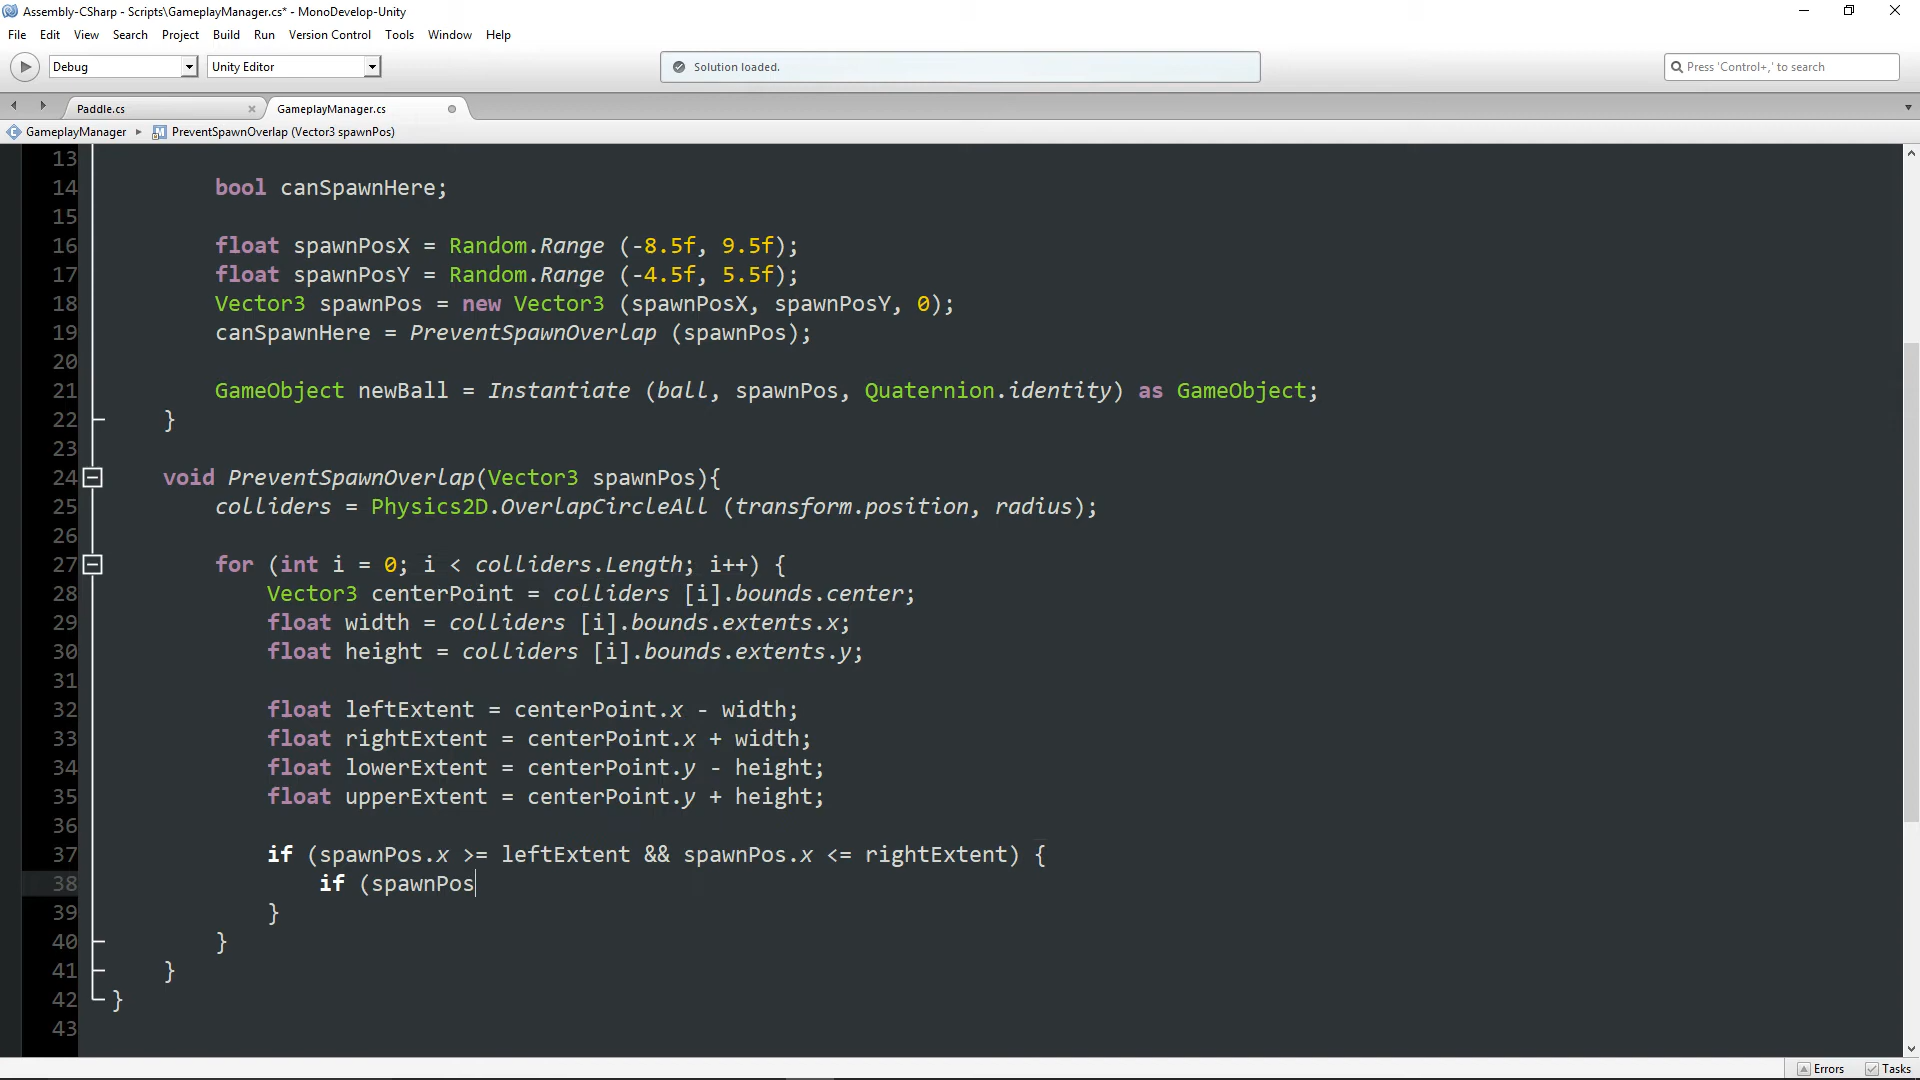 Assembly-CSharp - Scripts\GameplayManager.cs* - MonoDevelop-Unity
File Edit View Search Project Build Run Version Control Tools Window Help
Debug Unity Editor Solution loaded. Press 'Control+,' to search
Paddle.cs GameplayManager.cs
GameplayManager PreventSpawnOverlap (Vector3 spawnPos)
13
14 bool canSpawnHere;
15
16 float spawnPosX = Random.Range (-8.5f, 9.5f);
17 float spawnPosY = Random.Range (-4.5f, 5.5f);
18 Vector3 spawnPos = new Vector3 (spawnPosX, spawnPosY, 0);
19 canSpawnHere = PreventSpawnOverlap (spawnPos);
20
21 GameObject newBall = Instantiate (ball, spawnPos, Quaternion.identity) as GameObject;
22 }
23
24 void PreventSpawnOverlap(Vector3 spawnPos){
25 colliders = Physics2D.OverlapCircleAll (transform.position, radius);
26
27 for (int i = 0; i < colliders.Length; i++) {
28 Vector3 centerPoint = colliders [i].bounds.center;
29 float width = colliders [i].bounds.extents.x;
30 float height = colliders [i].bounds.extents.y;
31
32 float leftExtent = centerPoint.x - width;
33 float rightExtent = centerPoint.x + width;
34 float lowerExtent = centerPoint.y - height;
35 float upperExtent = centerPoint.y + height;
36
37 if (spawnPos.x >= leftExtent && spawnPos.x <= rightExtent) {
38 if (spawnPos
39 }
40 }
41 }
42 }
43
Errors Tasks